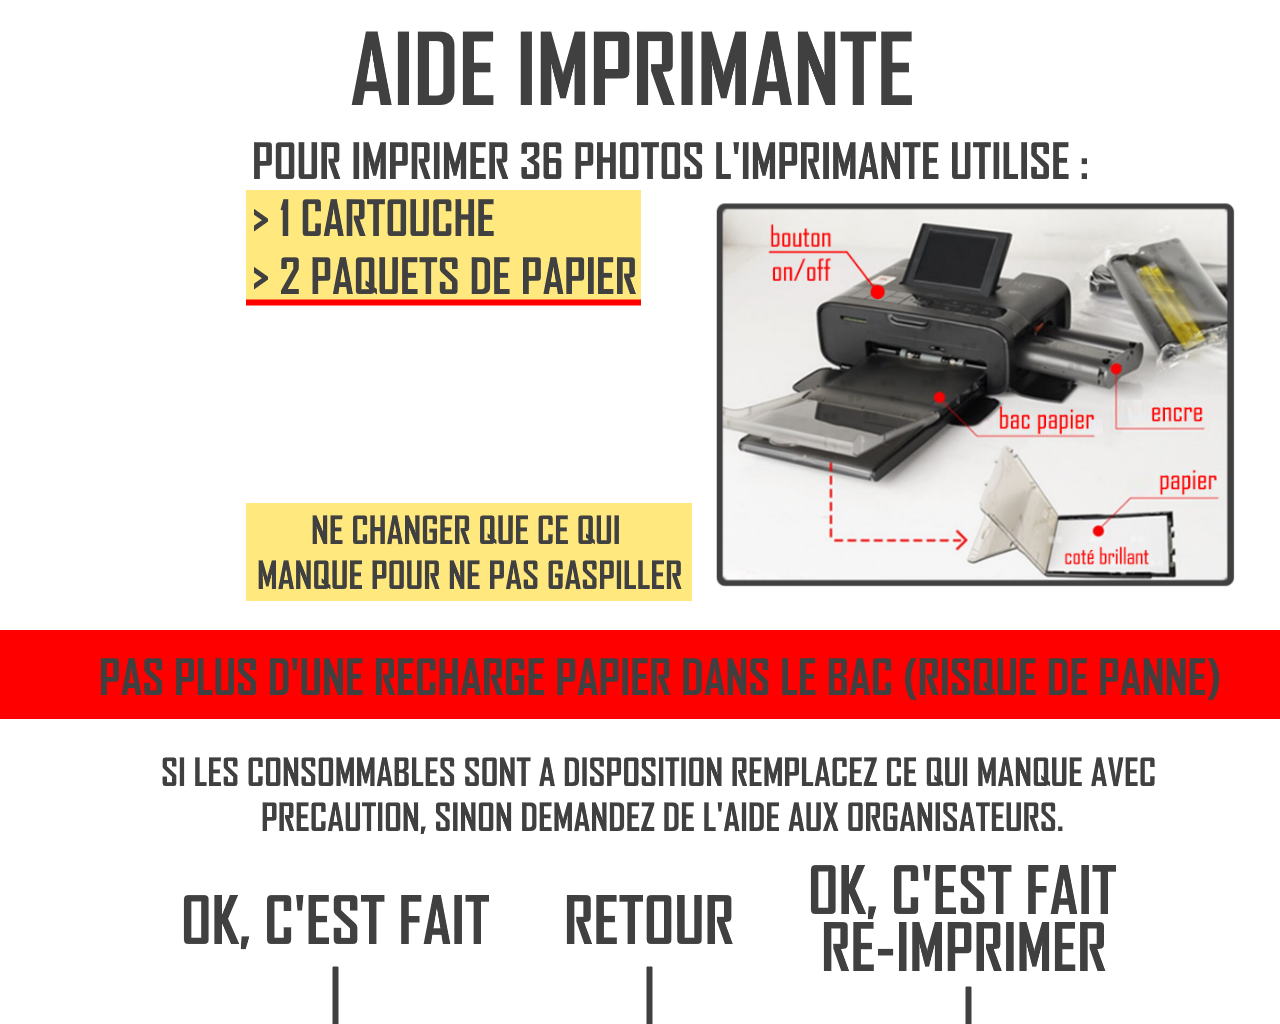 AIDE IMPRIMANTE
POUR IMPRIMER 36 PHOTOS L'IMPRIMANTE UTILISE :
> 1 CARTOUCHE
> 2 PAQUETS DE PAPIER
bouton
on/off
encre
bac papier
papier
coté brillant
NE CHANGER QUE CE QUI
MANQUE POUR NE PAS GASPILLER
PAS PLUS D'UNE RECHARGE PAPIER DANS LE BAC (RISQUE DE PANNE)
SI LES CONSOMMABLES SONT A DISPOSITION REMPLACEZ CE QUI MANQUE AVEC
PRECAUTION, SINON DEMANDEZ DE L'AIDE AUX ORGANISATEURS.
OK, C'EST FAIT
RETOUR
OK, C'EST FAIT
RÉ-IMPRIMER